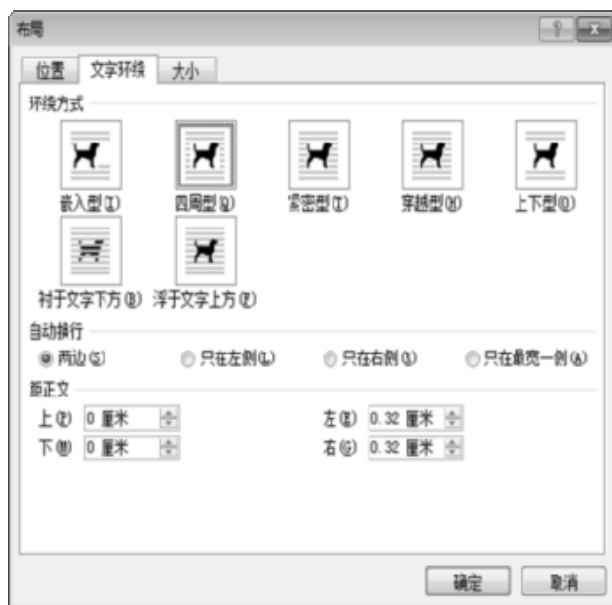 布局
位置 文字环绕 大小
环绕方式
嵌入型(I) 四周型(Q) 紧密型(T) 穿越型(H) 上下型(O)
衬于文字下方(B) 浮于文字上方(F)
自动换行
两边(S) 只在左侧(L) 只在右侧(R) 只在最宽一侧(A)
距正文
上(P) 0 厘米 左(E) 0.32 厘米
下(M) 0 厘米 右(G) 0.32 厘米
确定 取消